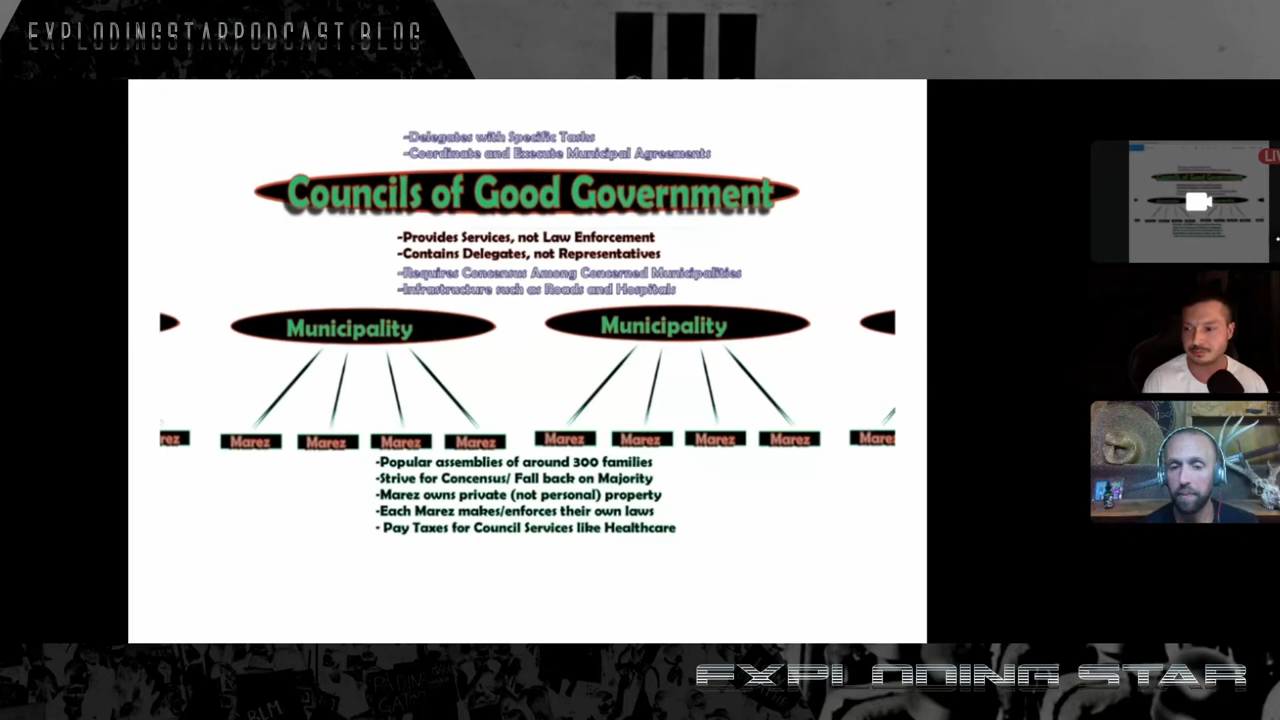 EXPLODINGSTARPODCAST.BLOG
-Delegates with Specific Tasks
-Coordinate and Execute Municipal Agreements
Councils of Good Government
LIV
-Provides Services, not Law Enforcement
-Contains Delegates, not Representatives
-Requires Concensus Among Concerned Municipalities
-Infrastructure such as Roads and Hospitals
Municipality Municipality
rez Marez Marez Marez Marez Marez Marez Marez Marez Marez
-Popular assemblies of around 300 families
-Strive for Concensus/ Fall back on Majority
-Marez owns private (not personal) property
-Each Marez makes/enforces their own laws
- Pay Taxes for Council Services like Healthcare
EXPLODING STAR
BLM